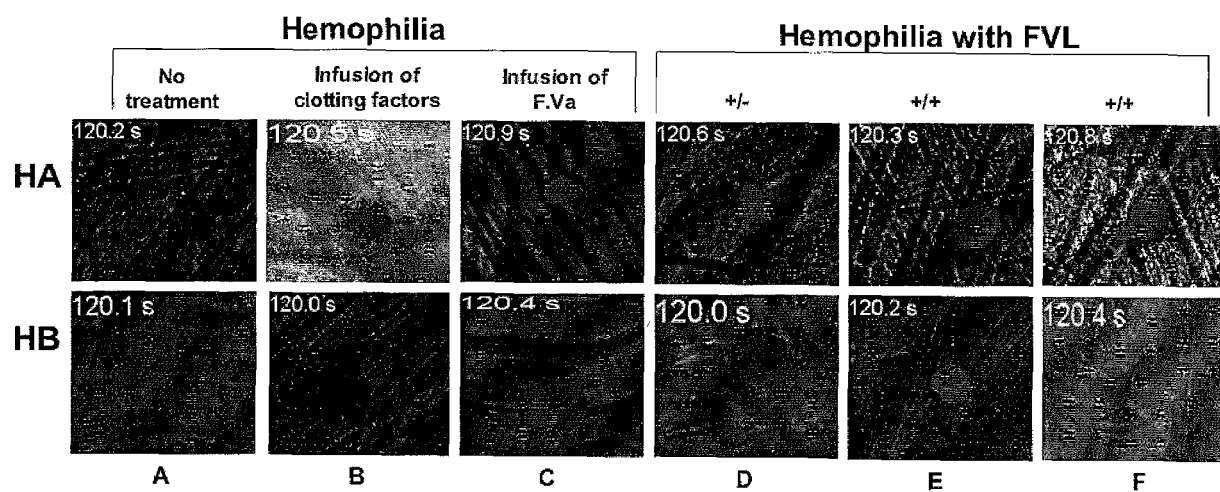 Hemophilia
Hemophilia with FVL
No treatment
Infusion of clotting factors
Infusion of F.Va
+/-
+/+
+/+
HA
120.2 s
120.5 s
120.9 s
120.6 s
120.3 s
120.8 s
HB
120.1 s
120.0 s
120.4 s
120.0 s
120.2 s
120.4 s
A
B
C
D
E
F